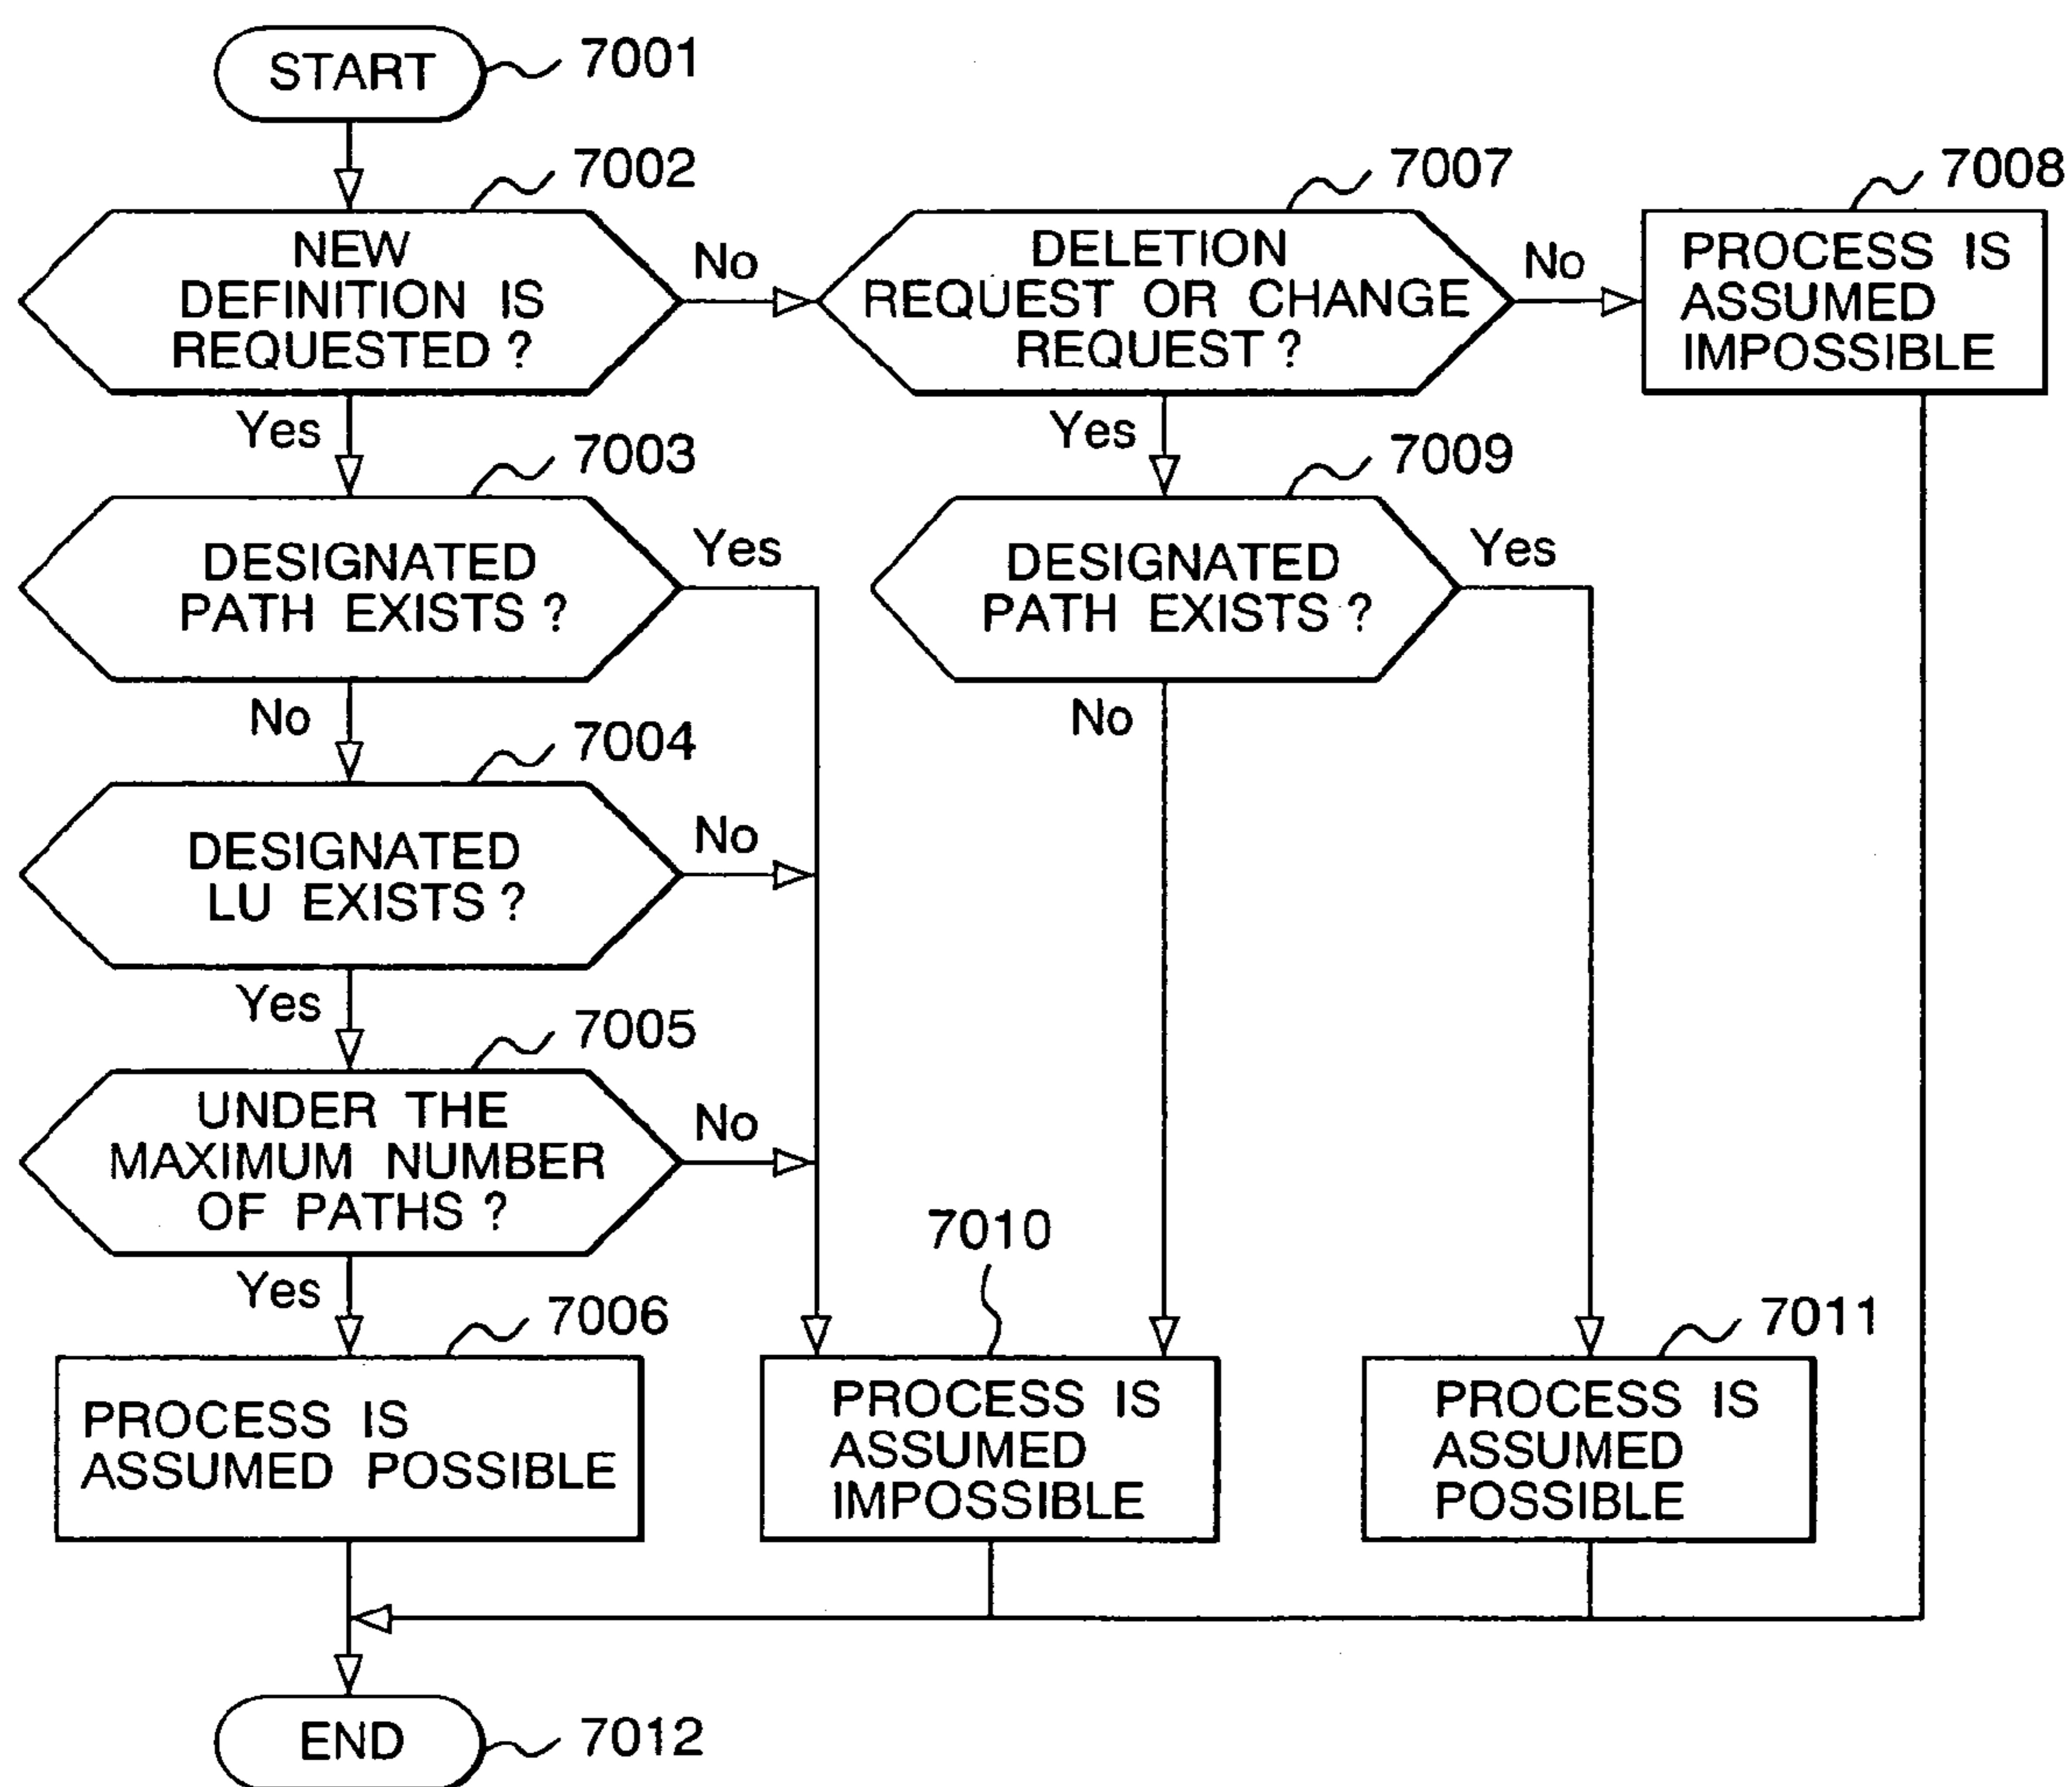 START
7001
7002
NEW
DEFINITION IS
REQUESTED ?
No
Yes
7007
DELETION
REQUEST OR CHANGE
REQUEST ?
No
Yes
7008
PROCESS IS
ASSUMED
IMPOSSIBLE
7003
DESIGNATED
PATH EXISTS ?
Yes
No
7009
DESIGNATED
PATH EXISTS ?
Yes
No
7004
DESIGNATED
LU EXISTS ?
No
Yes
7005
UNDER THE
MAXIMUM NUMBER
OF PATHS ?
No
Yes
7006
PROCESS IS
ASSUMED POSSIBLE
7010
PROCESS IS
ASSUMED
IMPOSSIBLE
7011
PROCESS IS
ASSUMED
POSSIBLE
END
7012